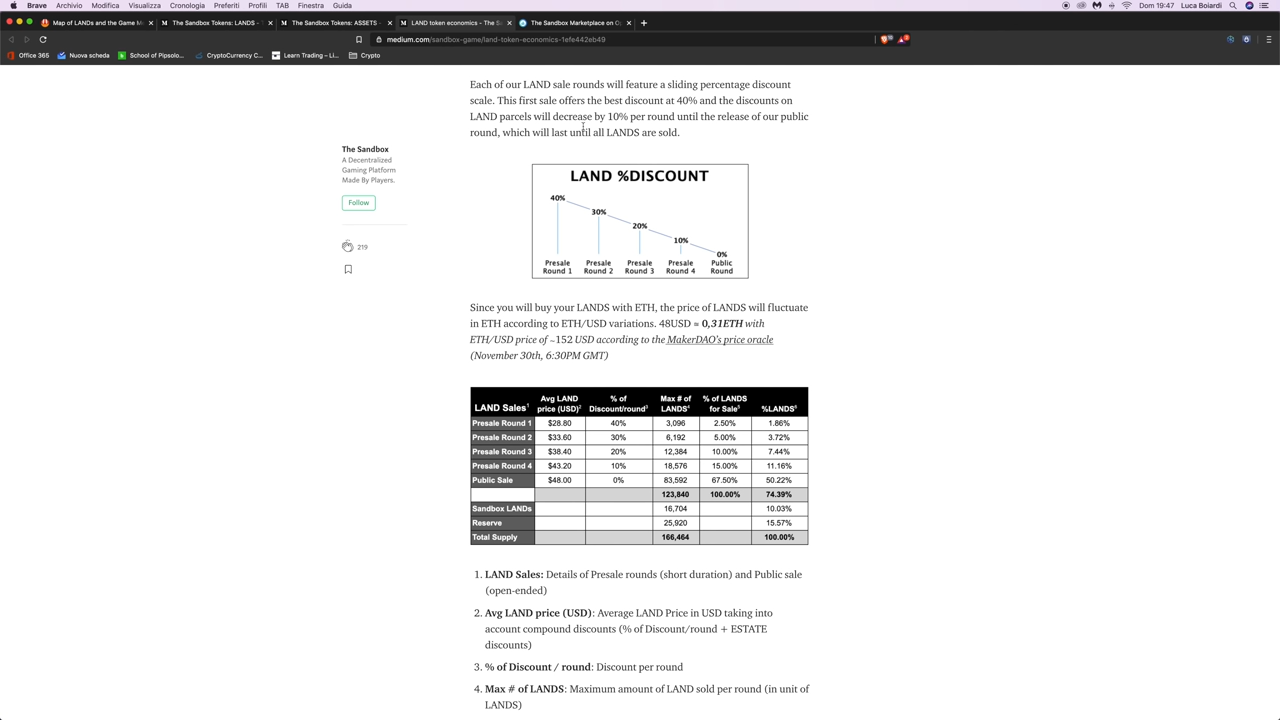 Brave Archivio Modifica Visualizza Cronologia Preferiti Profili TAB Finestra Guida
Dom 19:47 Luca Boiardi
Map of LANDs and the Game M
The Sandbox Tokens: LANDS -
The Sandbox Tokens: ASSETS -
LAND token economics - The S
The Sandbox Marketplace on O
medium.com/sandbox-game/land-token-economics-1efe442eb49
Office 365 Nuova scheda School of Pipsolo... CryptoCurrency C... Learn Trading – Li... Crypto
Each of our LAND sale rounds will feature a sliding percentage discount
scale. This first sale offers the best discount at 40% and the discounts on
LAND parcels will decrease by 10% per round until the release of our public
round, which will last until all LANDS are sold.
The Sandbox
A Decentralized
Gaming Platform
Made By Players.
Follow
219
LAND %DISCOUNT
40%
30%
20%
10%
0%
Presale Presale Presale Presale Public
Round 1 Round 2 Round 3 Round 4 Round
Since you will buy your LANDS with ETH, the price of LANDS will fluctuate
in ETH according to ETH/USD variations. 48USD = 0,31ETH with
ETH/USD price of ~152 USD according to the MakerDAO's price oracle
(November 30th, 6:30PM GMT)
LAND Sales1 Avg LAND price (USD)2 % of Discount/round3 Max # of LANDS4 % of LANDS for Sale5 %LANDS6
Presale Round 1 $28.80 40% 3,096 2.50% 1.86%
Presale Round 2 $33.60 30% 6,192 5.00% 3.72%
Presale Round 3 $38.40 20% 12,384 10.00% 7.44%
Presale Round 4 $43.20 10% 18,576 15.00% 11.16%
Public Sale $48.00 0% 83,592 67.50% 50.22%
123,840 100.00% 74.39%
Sandbox LANDs 16,704 10.03%
Reserve 25,920 15.57%
Total Supply 166,464 100.00%
1. LAND Sales: Details of Presale rounds (short duration) and Public sale
(open-ended)
2. Avg LAND price (USD): Average LAND Price in USD taking into
account compound discounts (% of Discount/round + ESTATE
discounts)
3. % of Discount / round: Discount per round
4. Max # of LANDS: Maximum amount of LAND sold per round (in unit of
LANDS)